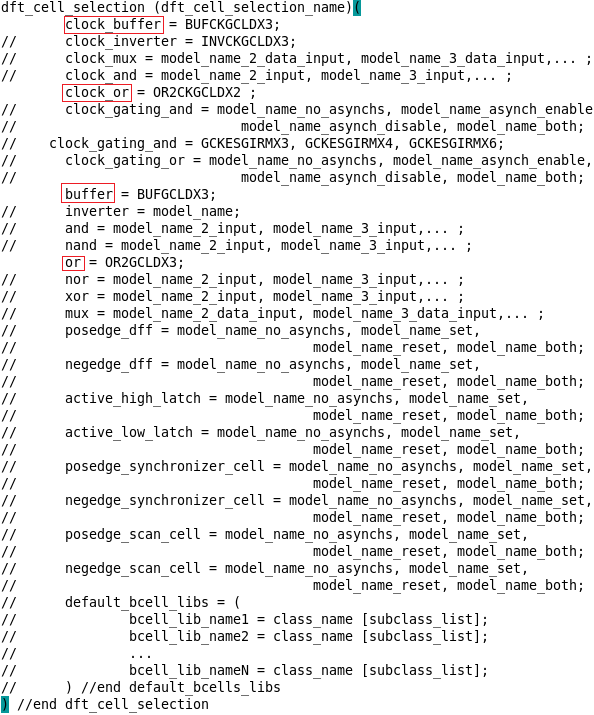 dft_cell_selection (dft_cell_selection_name)(
        clock_buffer = BUFCKGCLDX3;
//      clock_inverter = INVCKGCLDX3;
//      clock_mux = model_name_2_data_input, model_name_3_data_input,... ;
//      clock_and = model_name_2_input, model_name_3_input,... ;
        clock_or = OR2CKGCLDX2 ;
//      clock_gating_and = model_name_no_asynchs, model_name_asynch_enable
//                            model_name_asynch_disable, model_name_both;
//    clock_gating_and = GCKESGIRMX3, GCKESGIRMX4, GCKESGIRMX6;
//      clock_gating_or = model_name_no_asynchs, model_name_asynch_enable,
//                            model_name_asynch_disable, model_name_both;
        buffer = BUFGCLDX3;
//      inverter = model_name;
//      and = model_name_2_input, model_name_3_input,... ;
//      nand = model_name_2_input, model_name_3_input,... ;
        or = OR2GCLDX3;
//      nor = model_name_2_input, model_name_3_input,... ;
//      xor = model_name_2_input, model_name_3_input,... ;
//      mux = model_name_2_data_input, model_name_3_data_input,... ;
//      posedge_dff = model_name_no_asynchs, model_name_set,
//                                     model_name_reset, model_name_both;
//      negedge_dff = model_name_no_asynchs, model_name_set,
//                                     model_name_reset, model_name_both;
//      active_high_latch = model_name_no_asynchs, model_name_set,
//                                     model_name_reset, model_name_both;
//      active_low_latch = model_name_no_asynchs, model_name_set,
//                                     model_name_reset, model_name_both;
//      posedge_synchronizer_cell = model_name_no_asynchs, model_name_set,
//                                     model_name_reset, model_name_both;
//      negedge_synchronizer_cell = model_name_no_asynchs, model_name_set,
//                                     model_name_reset, model_name_both;
//      posedge_scan_cell = model_name_no_asynchs, model_name_set,
//                                     model_name_reset, model_name_both;
//      negedge_scan_cell = model_name_no_asynchs, model_name_set,
//                                     model_name_reset, model_name_both;
//      default_bcell_libs = (
//              bcell_lib_name1 = class_name [subclass_list];
//              bcell_lib_name2 = class_name [subclass_list];
//              ...
//              bcell_lib_nameN = class_name [subclass_list];
//      ) //end default_bcells_libs
) //end dft_cell_selection